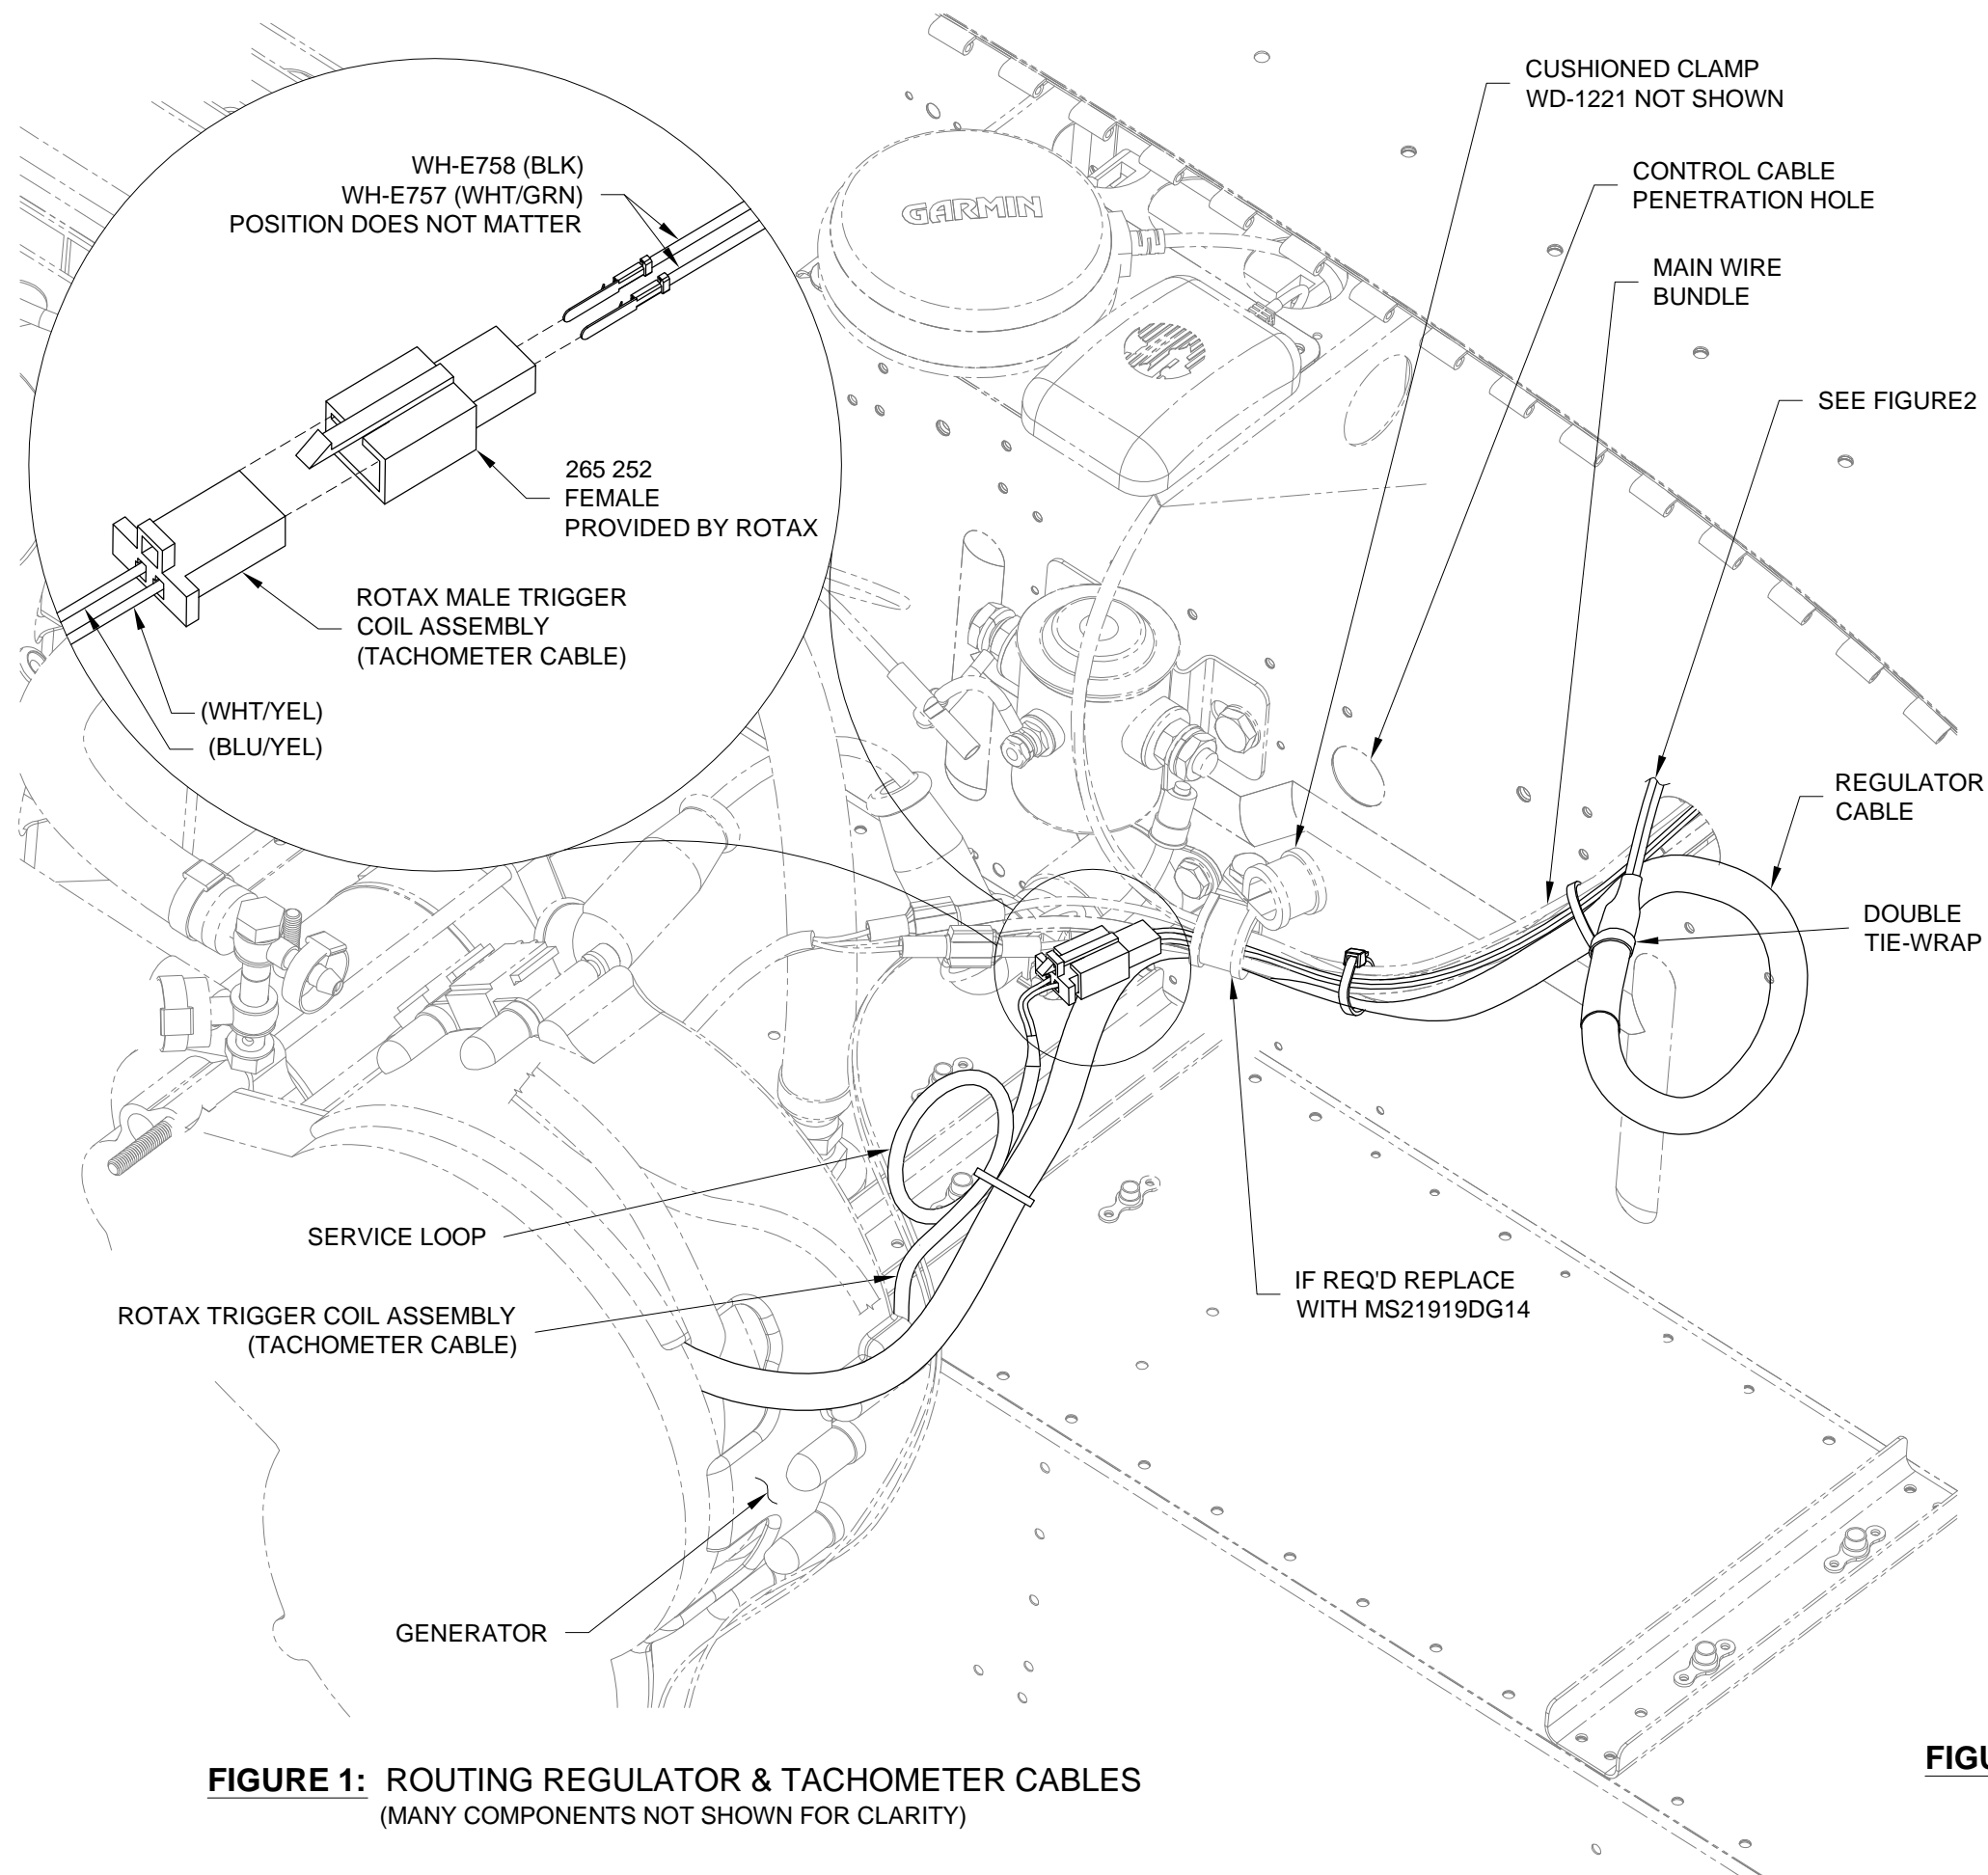 CUSHIONED CLAMP
WD-1221 NOT SHOWN
WH-E758 (BLK)
WH-E757 (WHT/GRN)
POSITION DOES NOT MATTER
CONTROL CABLE
PENETRATION HOLE
GARMIN
MAIN WIRE
BUNDLE
SEE FIGURE2
265 252
FEMALE
PROVIDED BY ROTAX
ROTAX MALE TRIGGER
COIL ASSEMBLY
(TACHOMETER CABLE)
(WHT/YEL)
(BLU/YEL)
REGULATOR
CABLE
DOUBLE
TIE-WRAP
SERVICE LOOP
IF REQ'D REPLACE
WITH MS21919DG14
ROTAX TRIGGER COIL ASSEMBLY
(TACHOMETER CABLE)
GENERATOR
FIGURE 1: ROUTING REGULATOR & TACHOMETER CABLES
(MANY COMPONENTS NOT SHOWN FOR CLARITY)